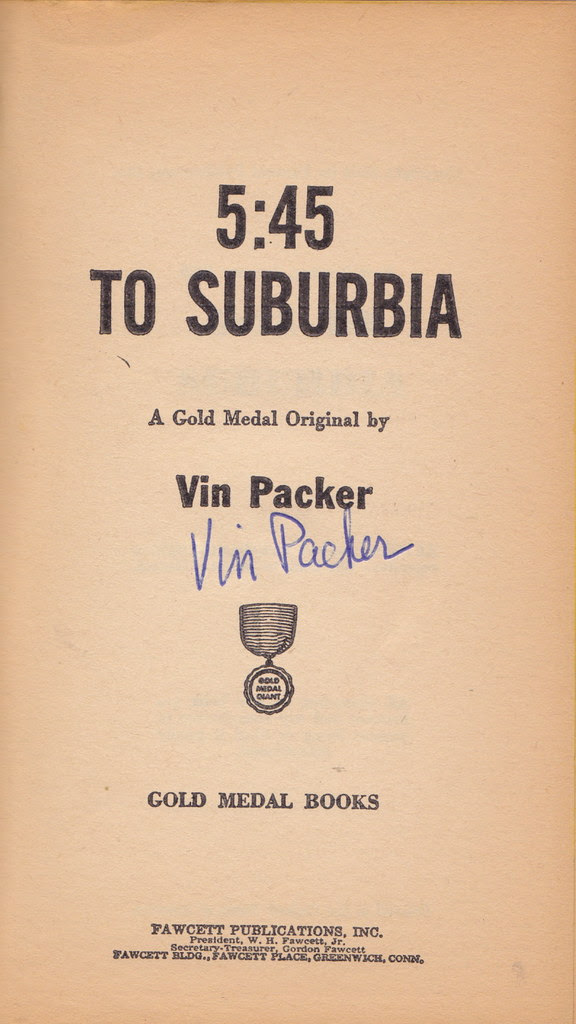 5:45
TO SUBURBIA
A Gold Medal Original by
Vin Packer
Vin Packer
GOLD
MEDAL
GIANT
GOLD MEDAL BOOKS
FAWCETT PUBLICATIONS, INC.
President, W. H. Fawcett, Jr.
Secretary-Treasurer, Gordon Fawcett
FAWCETT BLDG., FAWCETT PLACE, GREENWICH, CONN.